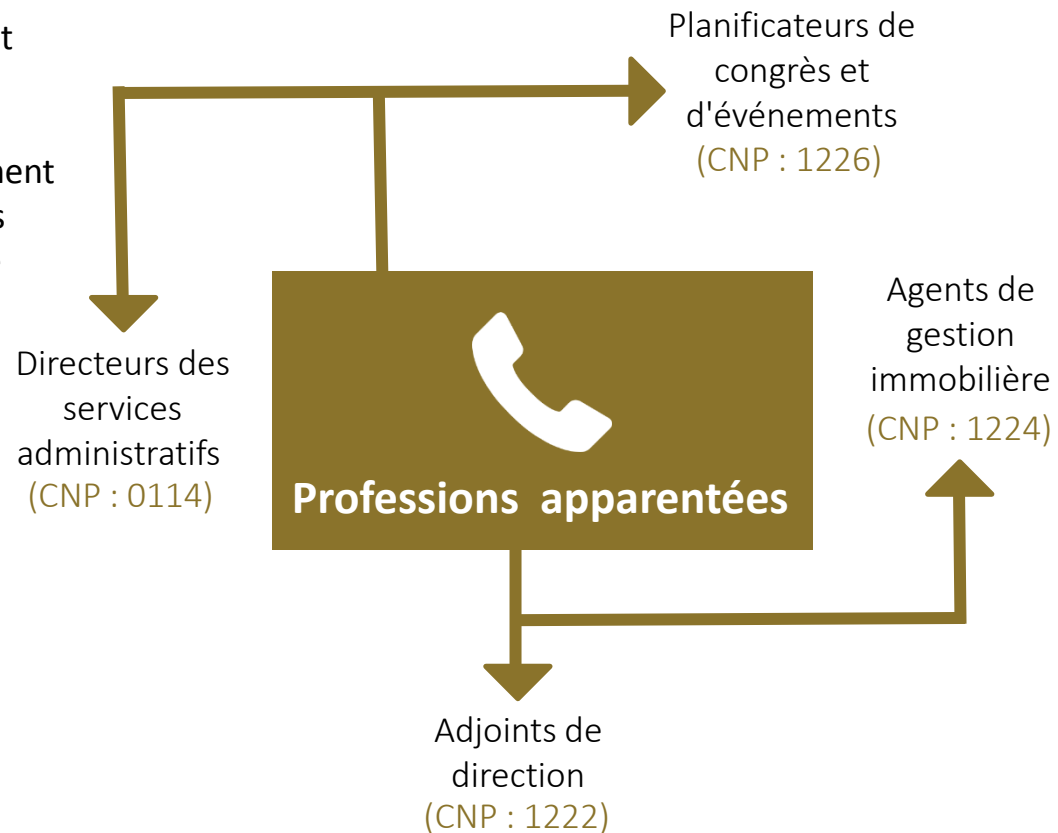 Planificateurs de
congrès et
d'événements
(CNP : 1226)
Directeurs des
services
administratifs
(CNP : 0114)
Professions apparentées
Agents de
gestion
immobilière
(CNP : 1224)
Adjoints de
direction
(CNP : 1222)